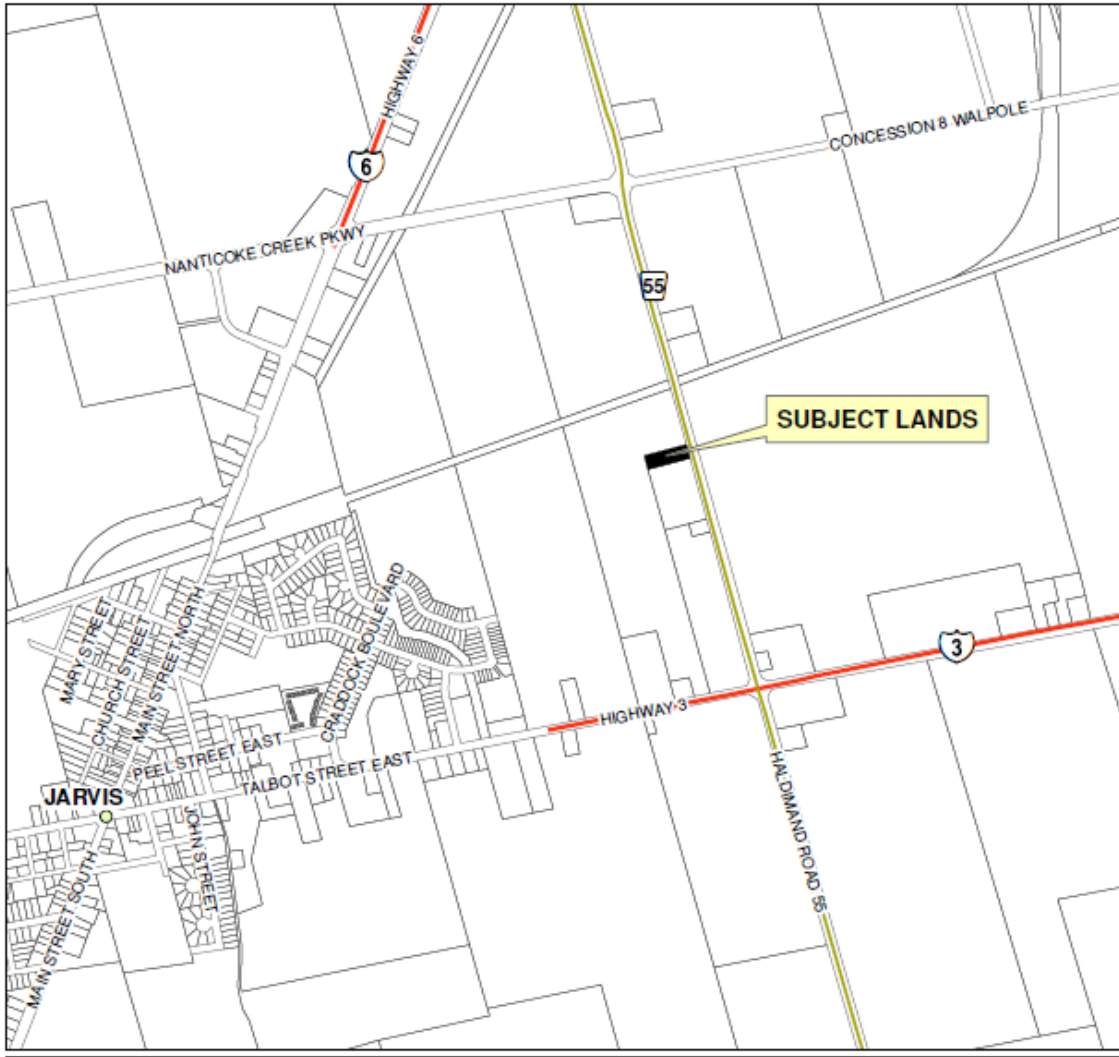 HIGHWAY 6
6
CONCESSION 8 WALPOLE
NANTICOKE CREEK PKWY
55
SUBJECT LANDS
MARY STREET
CHURCH STREET
MAIN STREET NORTH
CRADDOCK BOULEVARD
3
HIGHWAY 3
PEEL STREET EAST
TALBOT STREET EAST
JARVIS
JOHN STREET
HALDIMAND ROAD 55
MAIN STREET SOUTH